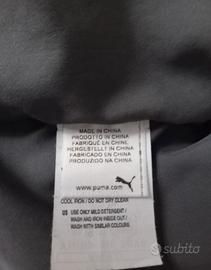 MADE IN CHINA
PRODOTTO IN CINA
FABRIQUÉ EN CHINE
HERGESTELLT IN CHINA
FABRICADO EN CHINA
PRODUZIDO NA CHINA
www.puma.com
COOL IRON / DO NOT DRY CLEAN
US USE ONLY MILD DETERGENT /
WASH AND IRON INSIDE OUT /
WASH WITH SIMILAR COLOURS
subito